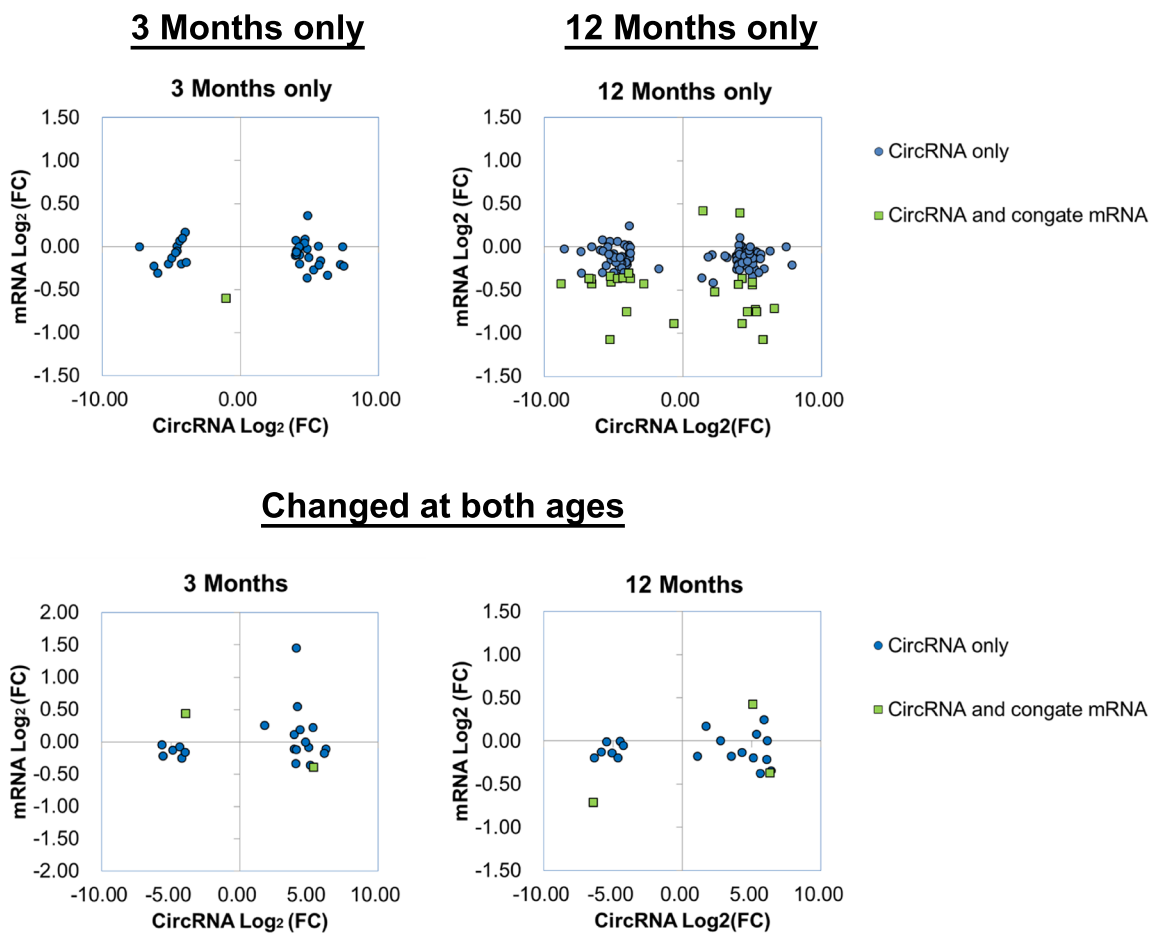 3 Months only
12 Months only
3 Months only
12 Months only
1.50
1.00
0.50
0.00
-0.50
-1.00
-1.50
mRNA Log2 (FC)
-10.00 0.00 10.00
CircRNA Log2 (FC)
1.50
1.00
0.50
0.00
-0.50
-1.00
-1.50
mRNA Log2 (FC)
-10.00 0.00 10.00
CircRNA Log2(FC)
CircRNA only
CircRNA and congate mRNA
Changed at both ages
3 Months
12 Months
2.00
1.50
1.00
0.50
0.00
-0.50
-1.00
-1.50
-2.00
mRNA Log2 (FC)
-10.00 -5.00 0.00 5.00 10.00
CircRNA Log2 (FC)
1.50
1.00
0.50
0.00
-0.50
-1.00
-1.50
mRNA Log2 (FC)
-10.00 -5.00 0.00 5.00 10.00
CircRNA Log2(FC)
CircRNA only
CircRNA and congate mRNA